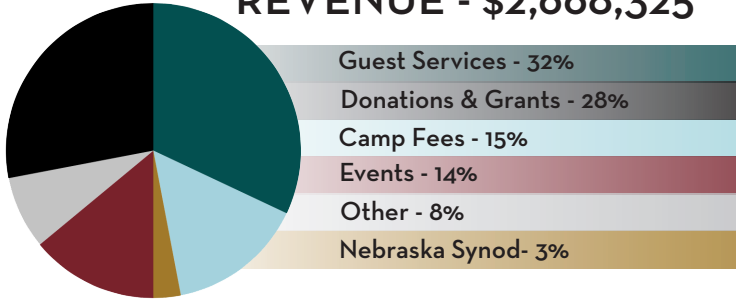 REVENUE -
Guest Services - 32%
Donations & Grants - 28%
Camp Fees - 15%
Events - 14%
Other - 8%
Nebraska Synod- 3%